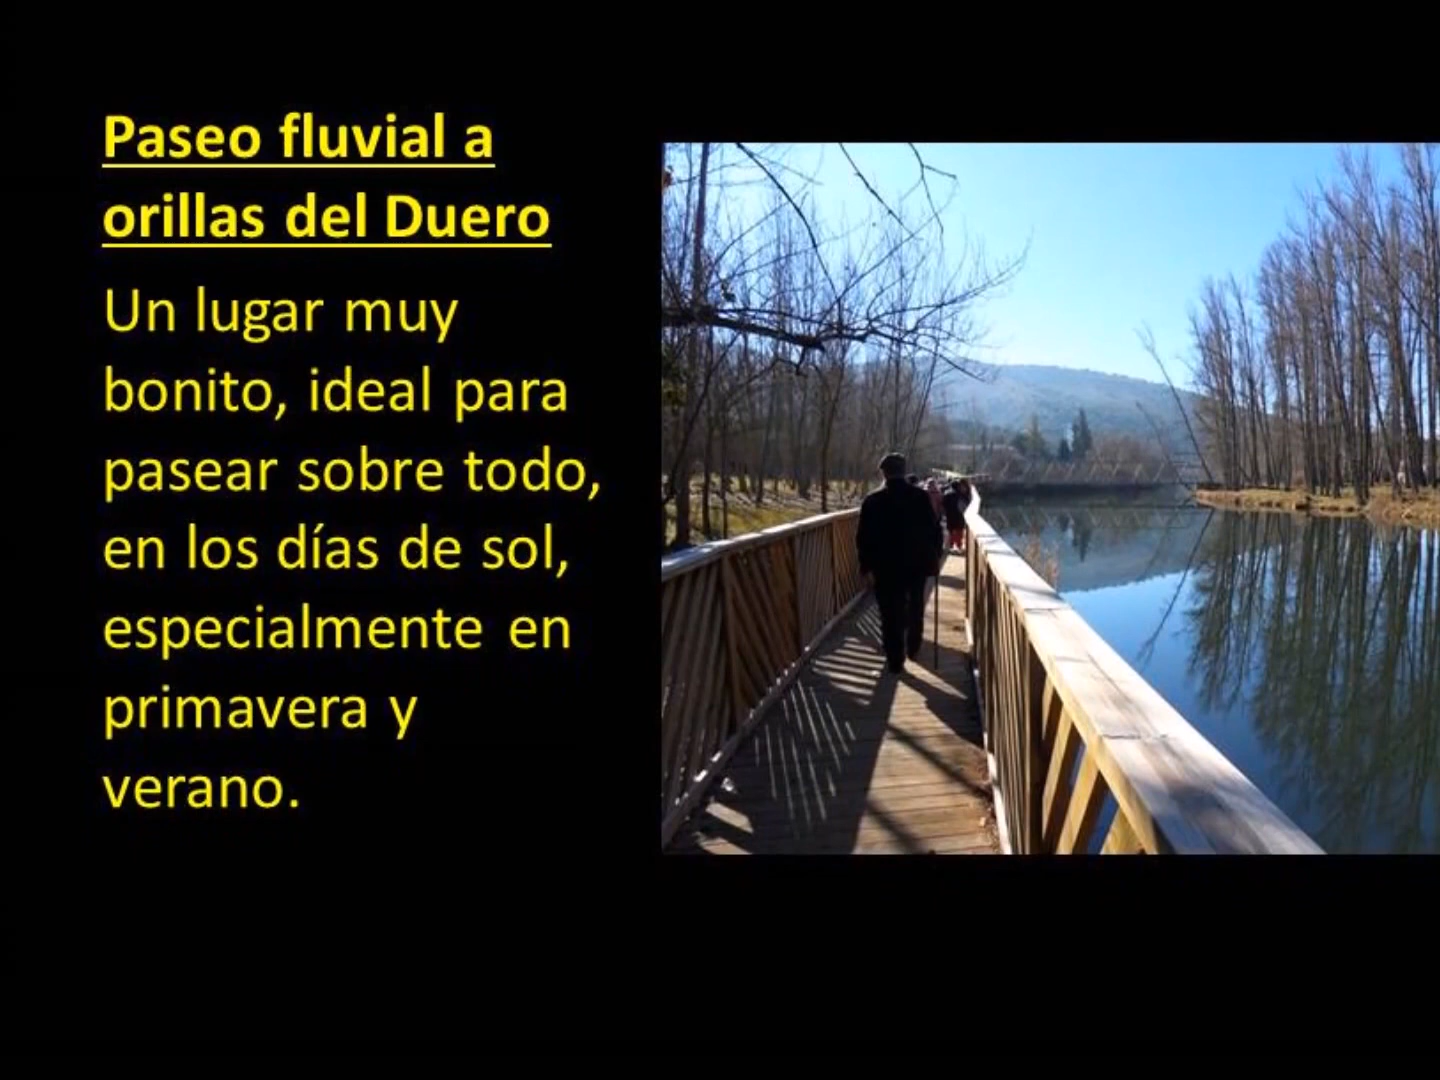 Paseo fluvial a
orillas del Duero
Un lugar muy
bonito, ideal para
pasear sobre todo,
en los días de sol,
especialmente en
primavera y
verano.